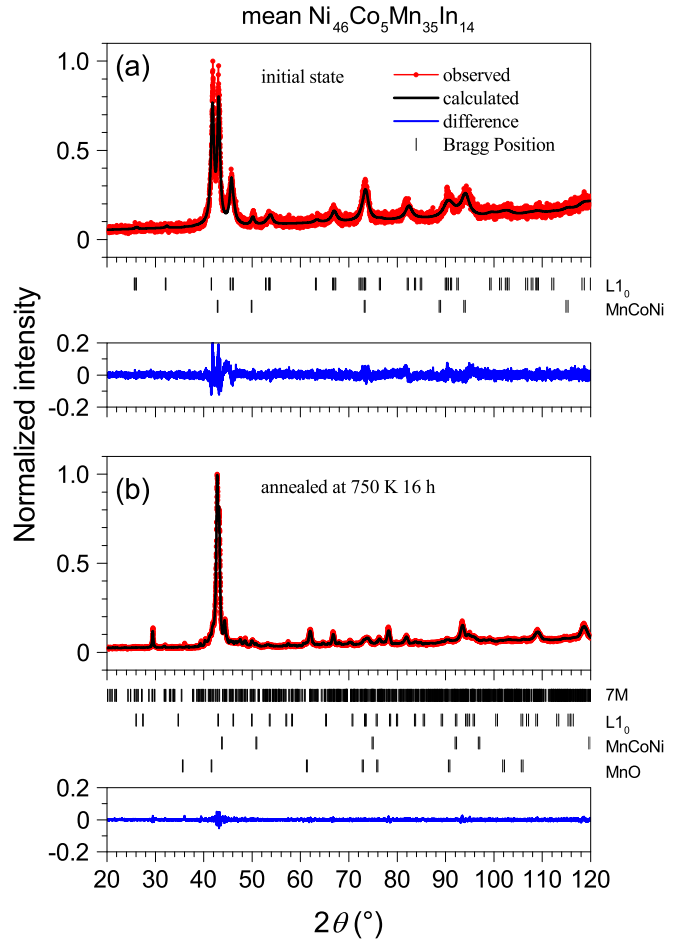 mean Ni46Co5Mn35In14
(a)
initial state
observed
calculated
difference
Bragg Position
1.0
0.5
0
L10
MnCoNi
0.2
0
-0.2
Normalized intensity
(b)
annealed at 750 K 16 h
1.0
0.5
0
7M
L10
MnCoNi
MnO
0.2
0
-0.2
20 30 40 50 60 70 80 90 100 110 120
2θ (°)